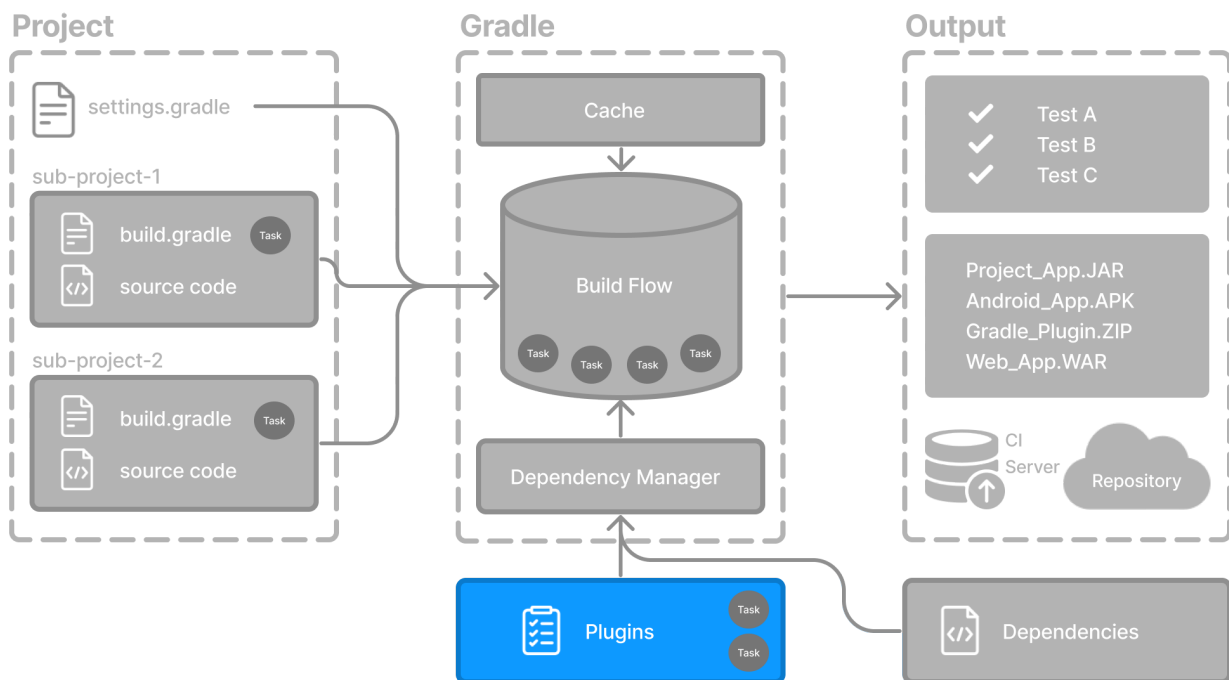 Project
settings.gradle
sub-project-1
build.gradle
Task
source code
sub-project-2
build.gradle
Task
source code
Gradle
Cache
Build Flow
Task
Task
Task
Task
Dependency Manager
Plugins
Task
Task
Output
Test A
Test B
Test C
Project_App.JAR
Android_App.APK
Gradle_Plugin.ZIP
Web_App.WAR
CI
Server
Repository
Dependencies